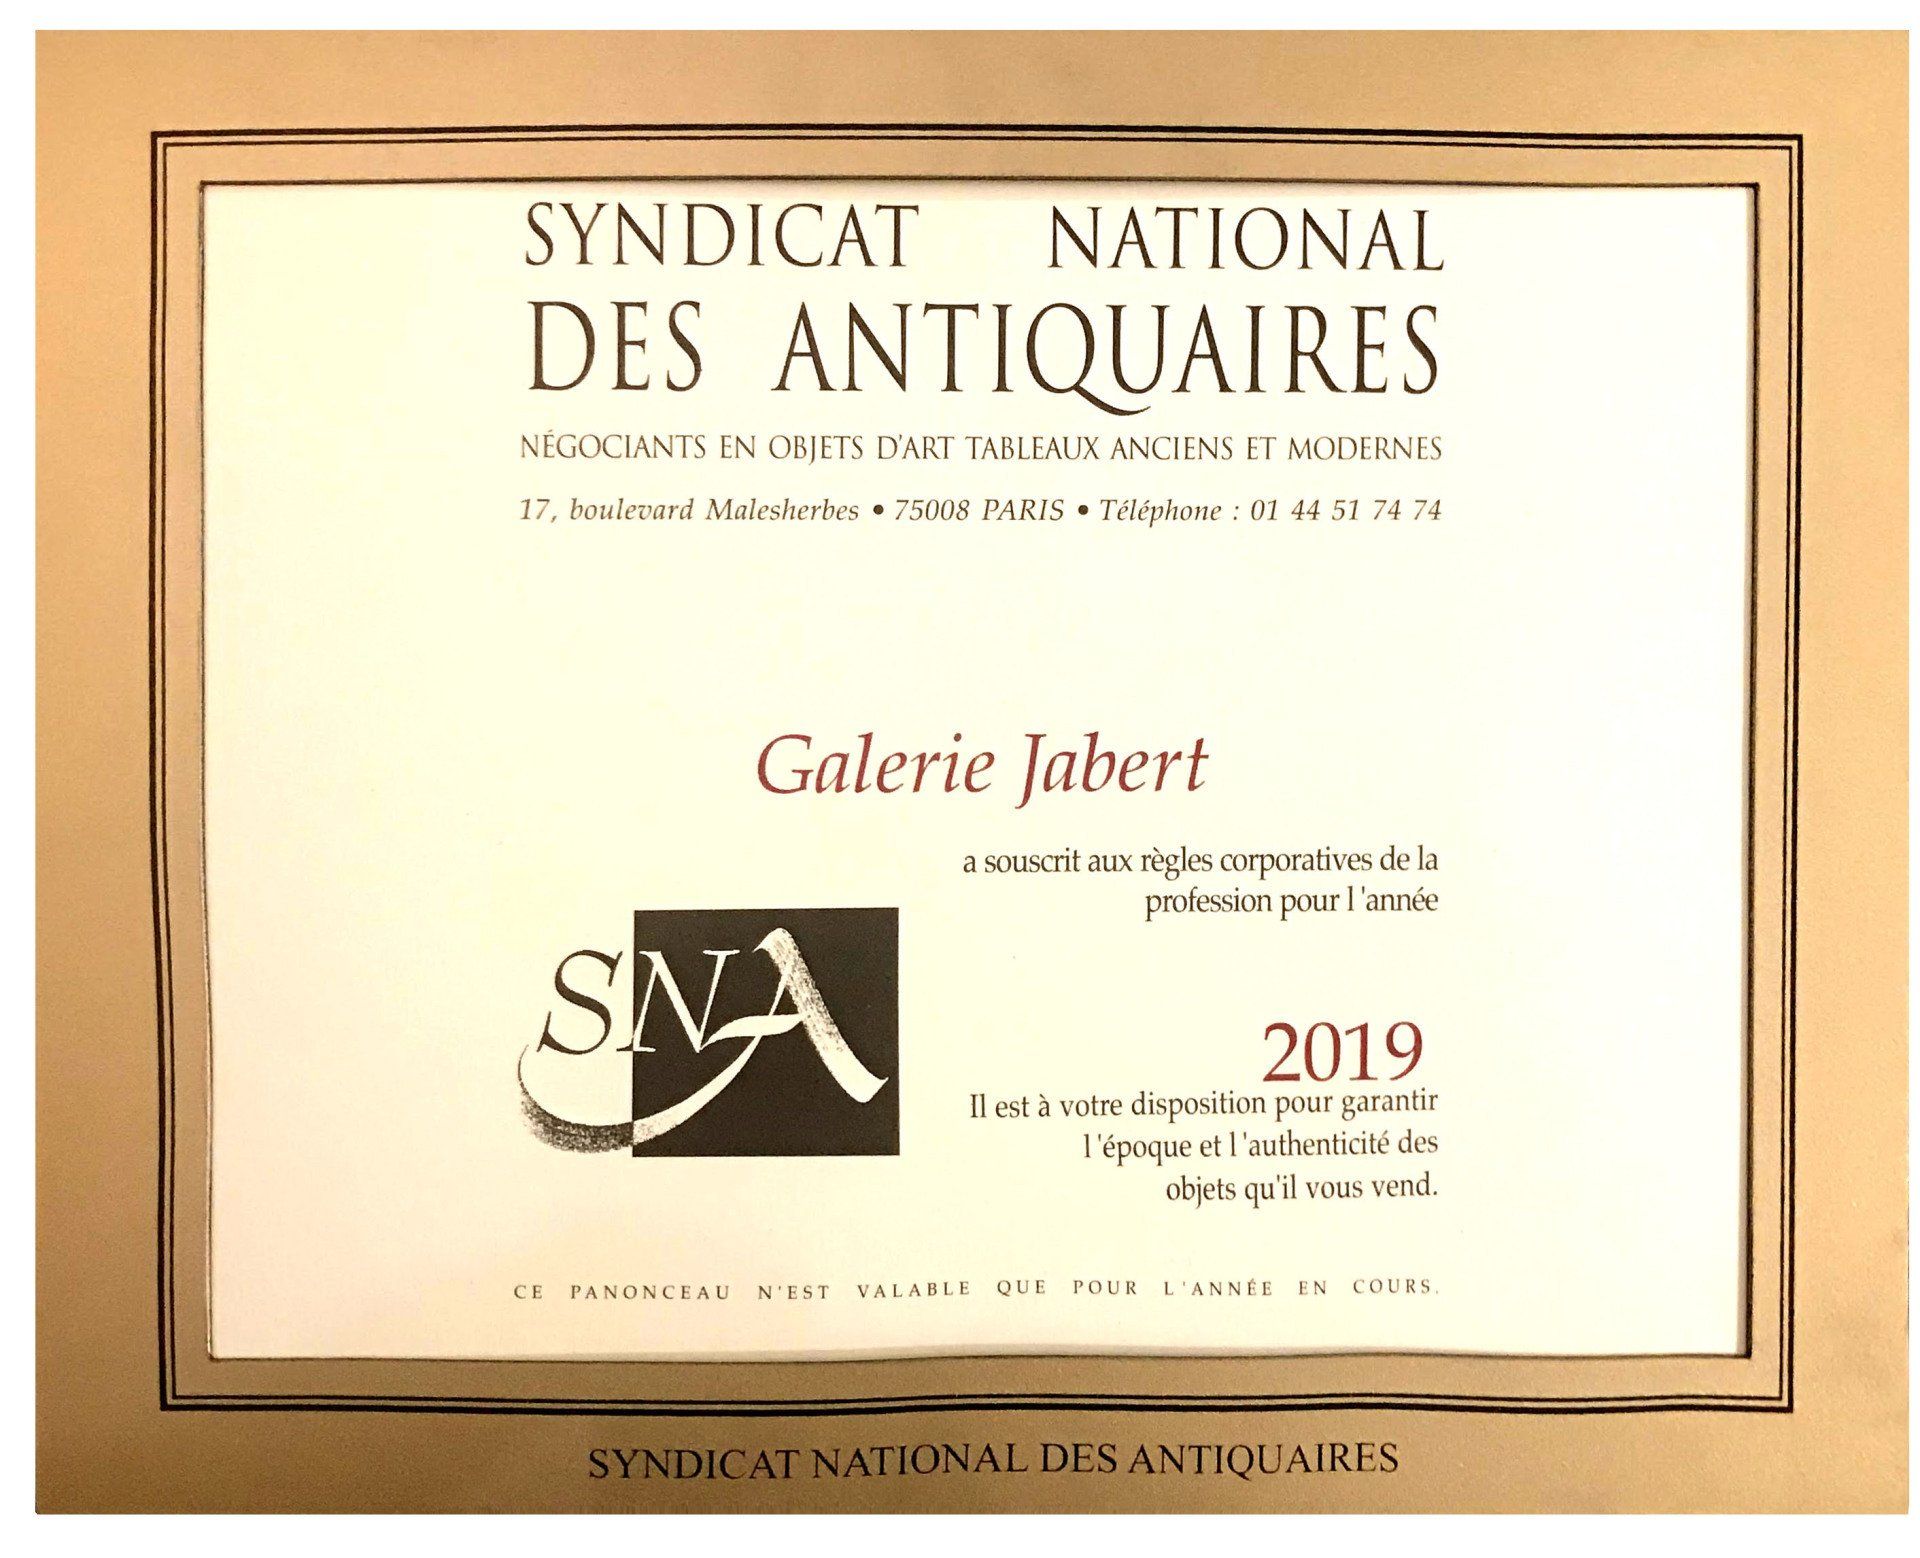 SYNDICAT NATIONAL
DES ANTIQUAIRES
NÉGOCIANTS EN OBJETS D'ART TABLEAUX ANCIENS ET MODERNES
17, boulevard Malesherbes • 75008 PARIS • Téléphone : 01 44 51 74 74
Galerie Jabert
a souscrit aux règles corporatives de la
profession pour l'année
SNA
2019
Il est à votre disposition pour garantir
l'époque et l'authenticité des
objets qu'il vous vend.
CE PANONCEAU N'EST VALABLE QUE POUR L'ANNÉE EN COURS.
SYNDICAT NATIONAL DES ANTIQUAIRES